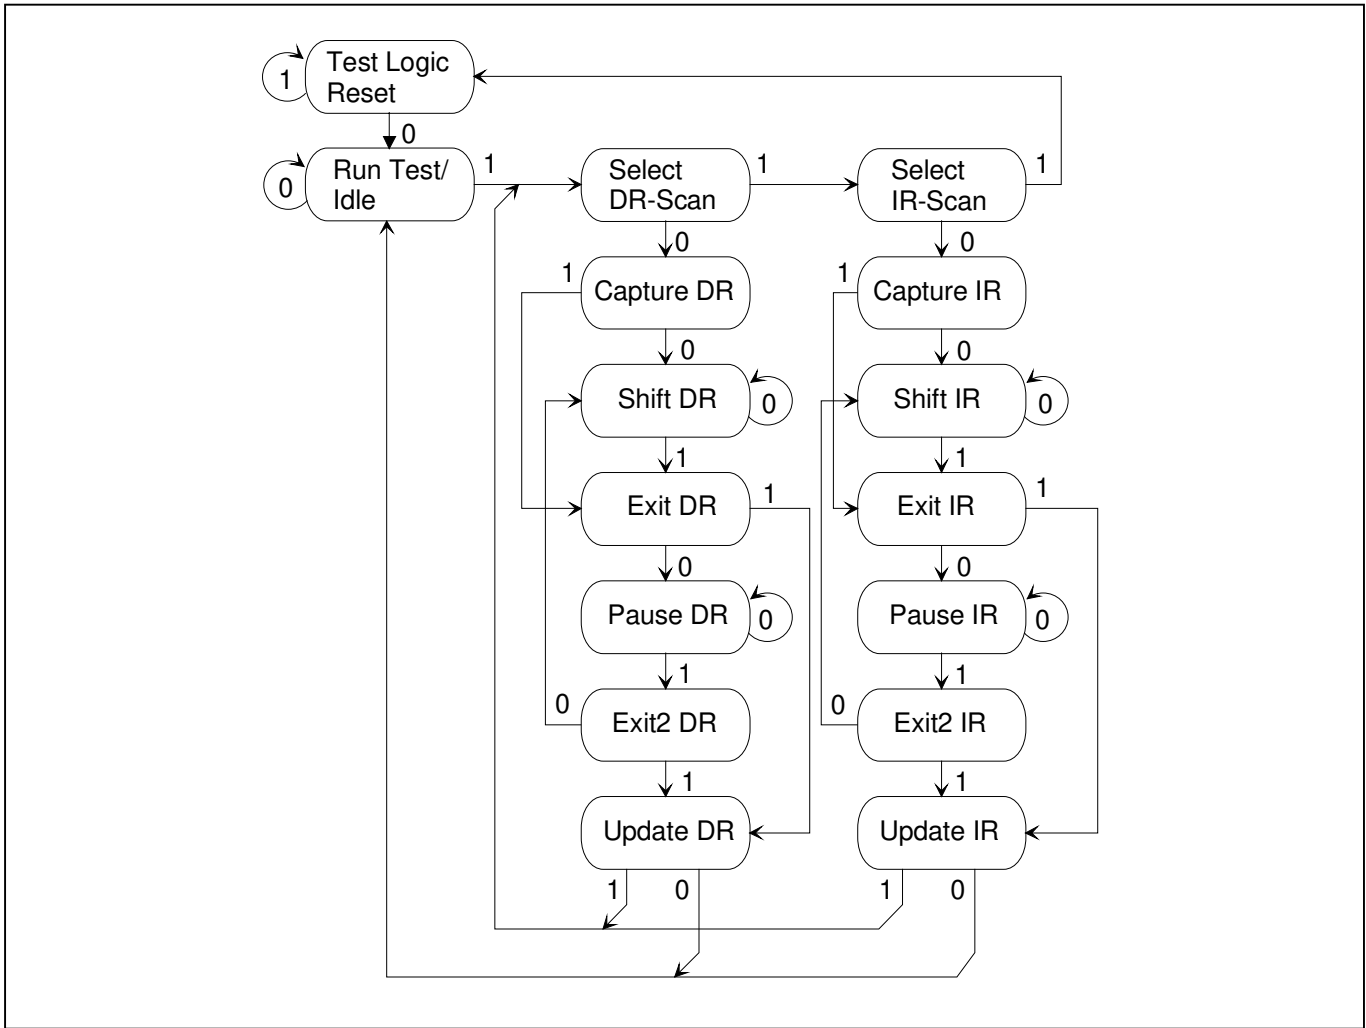 Test Logic
Reset
1
0
Run Test/
Idle
0
1
Select
DR-Scan
1
Select
IR-Scan
1
0
0
1
Capture DR
1
Capture IR
0
0
Shift DR
0
Shift IR
0
1
1
Exit DR
1
Exit IR
1
0
0
Pause DR
0
Pause IR
0
1
1
0
Exit2 DR
0
Exit2 IR
1
1
Update DR
Update IR
1
0
1
0